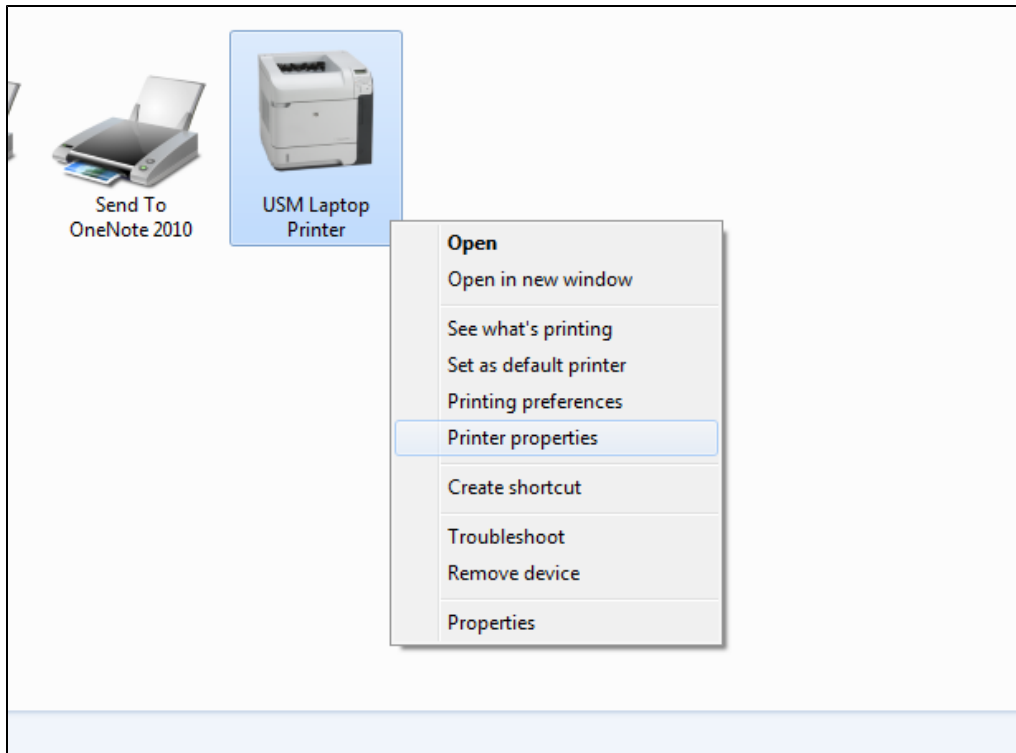 Send To
OneNote 2010
USM Laptop
Printer
Open
Open in new window
See what's printing
Set as default printer
Printing preferences
Printer properties
Create shortcut
Troubleshoot
Remove device
Properties